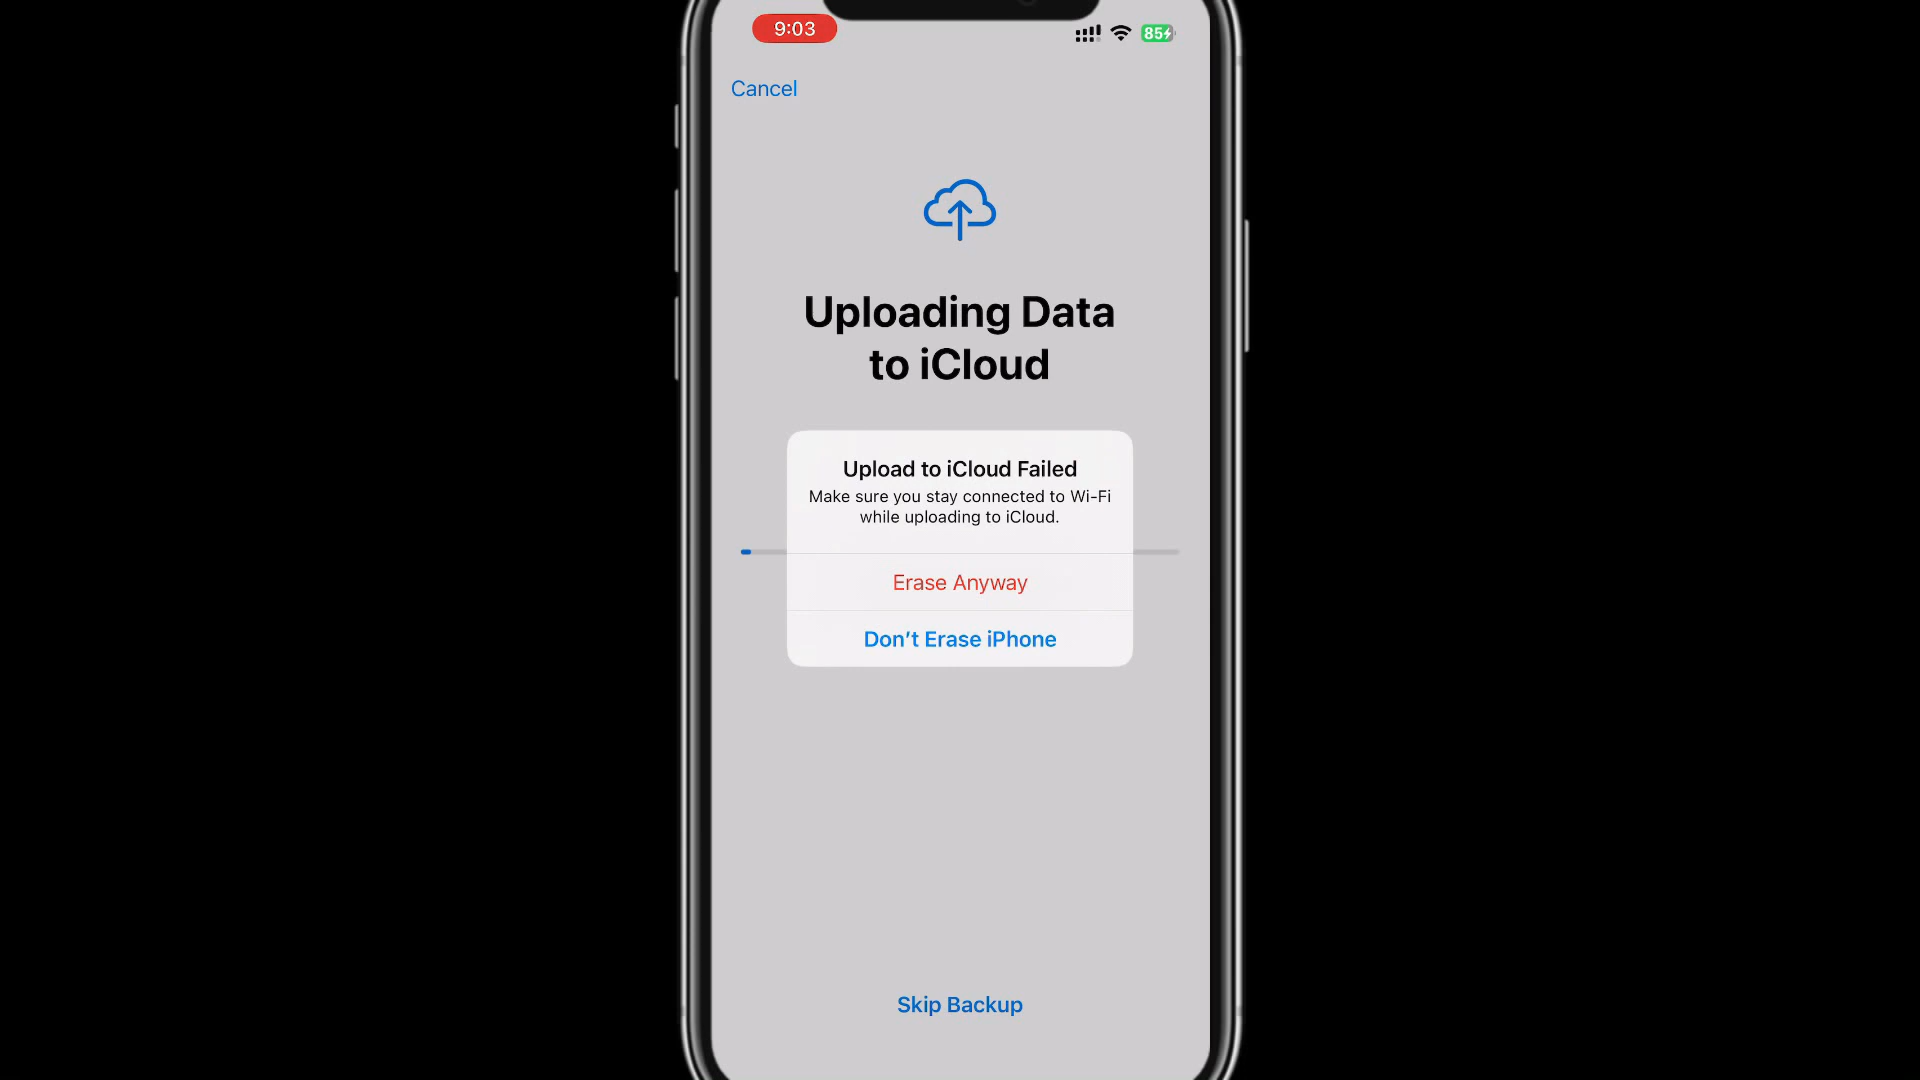 9:03
85
Cancel
Uploading Data
to iCloud
Upload to iCloud Failed
Make sure you stay connected to Wi-Fi
while uploading to iCloud.
Erase Anyway
Don’t Erase iPhone
Skip Backup